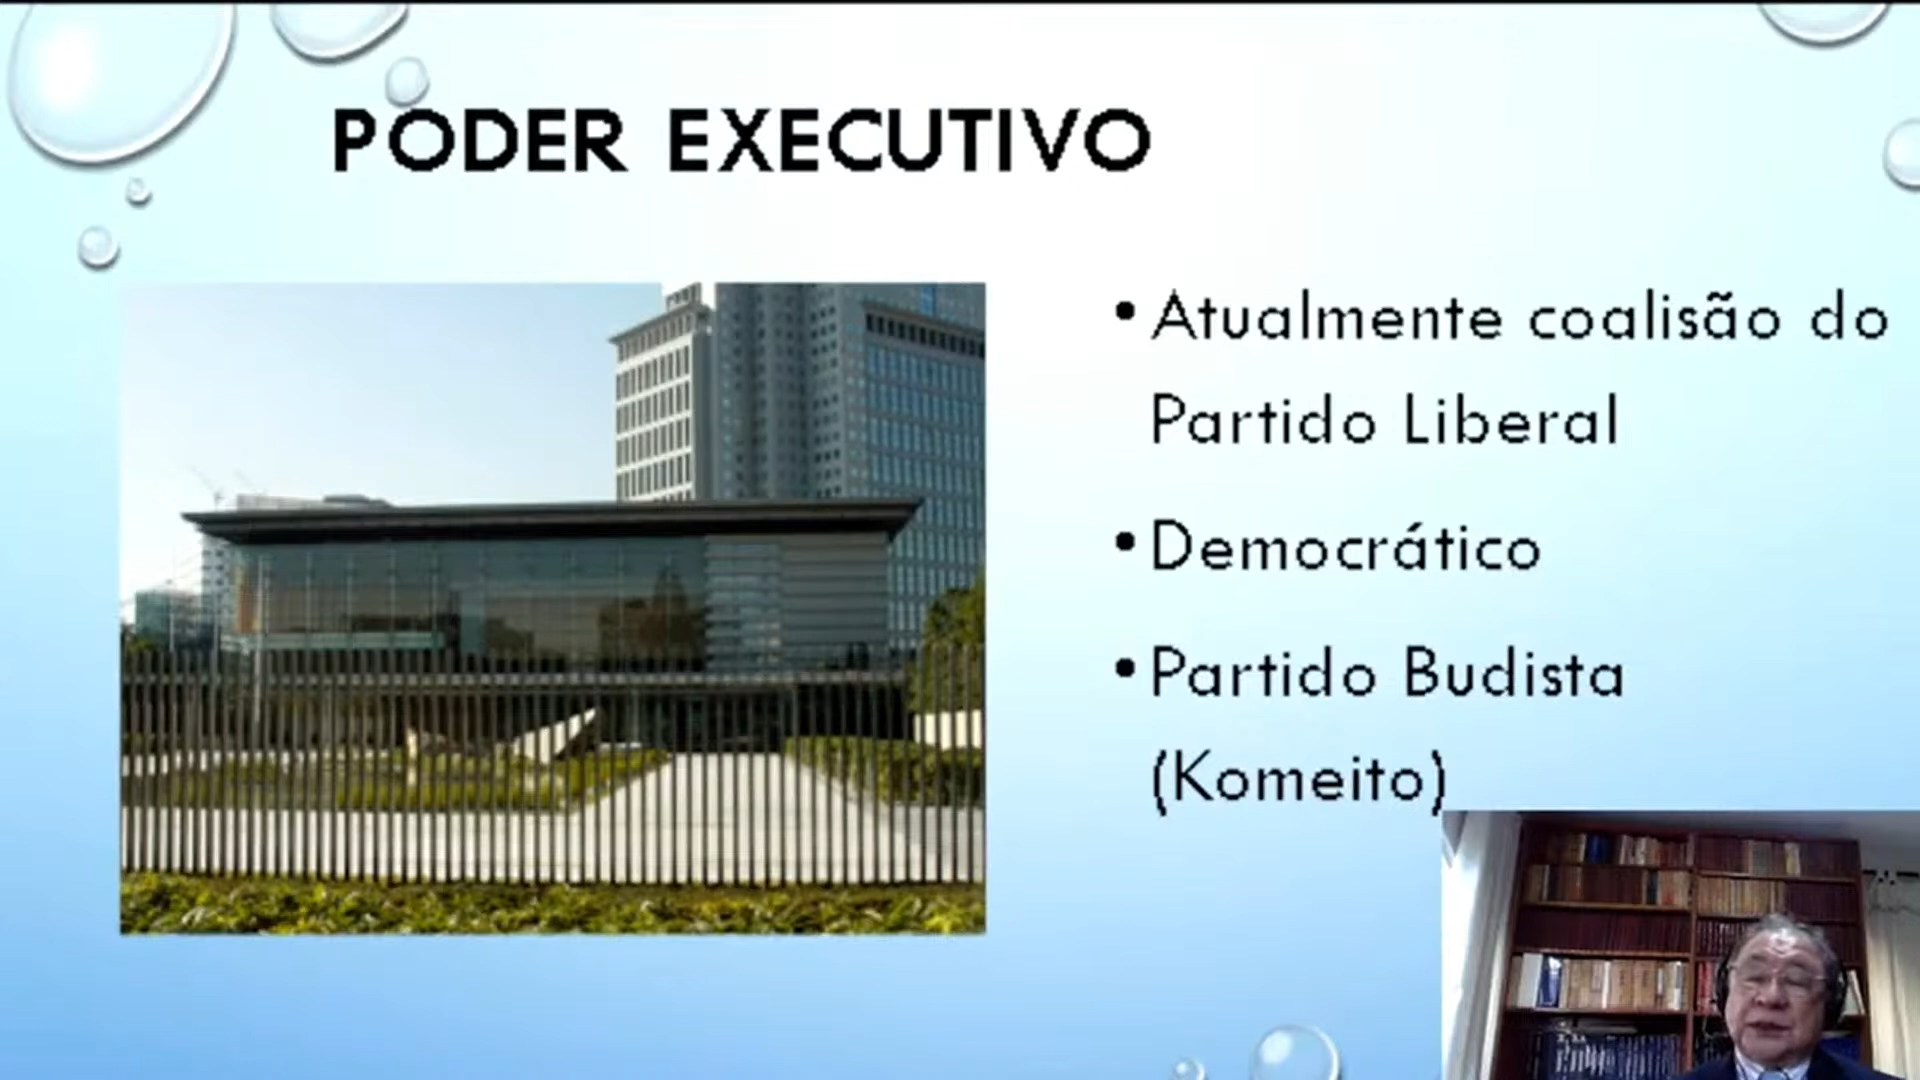 PODER EXECUTIVO
• Atualmente coalisão do
Partido Liberal
• Democrático
• Partido Budista
(Komeito)